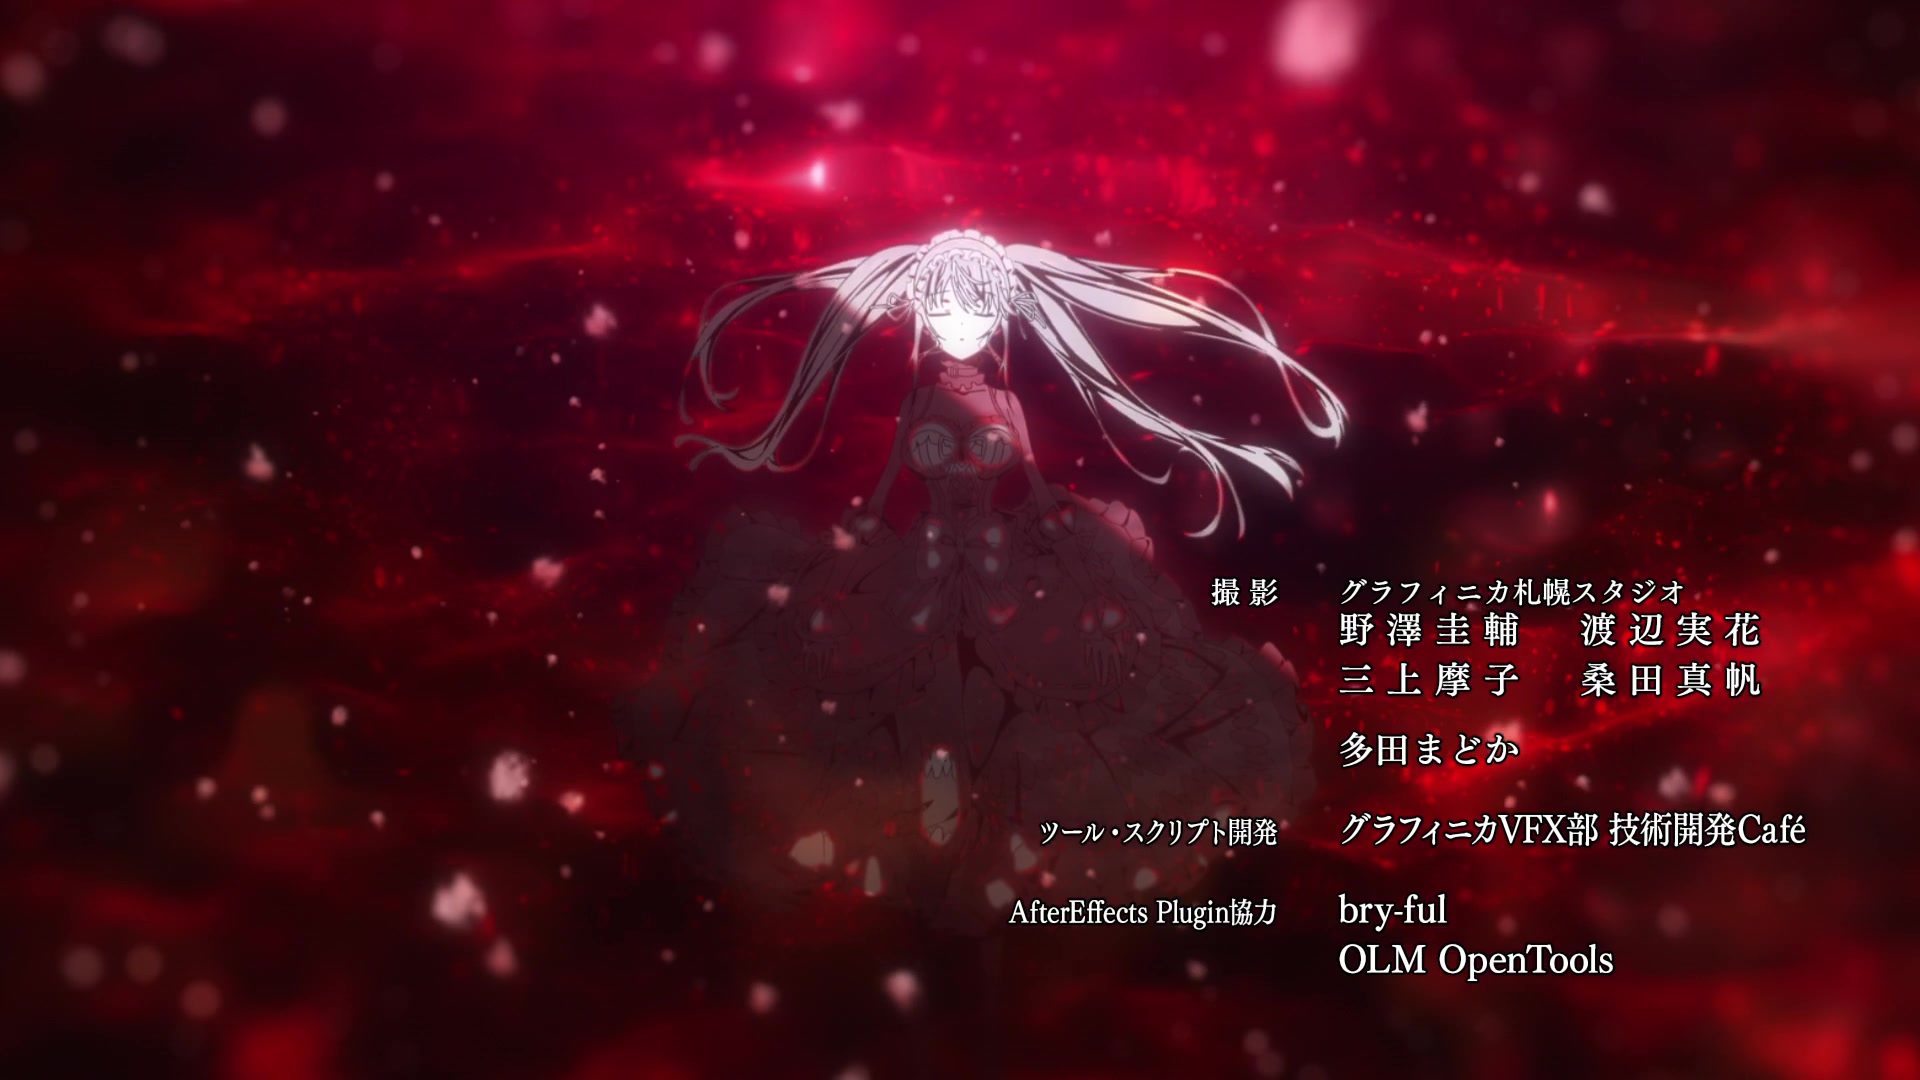 撮影 グラフィニカ札幌スタジオ
野澤圭輔 渡辺実花
三上摩子 桑田真帆
多田まどか
ツール・スクリプト開発 グラフィニカVFX部 技術開発Café
AfterEffects Plugin協力 bry-ful
OLM OpenTools